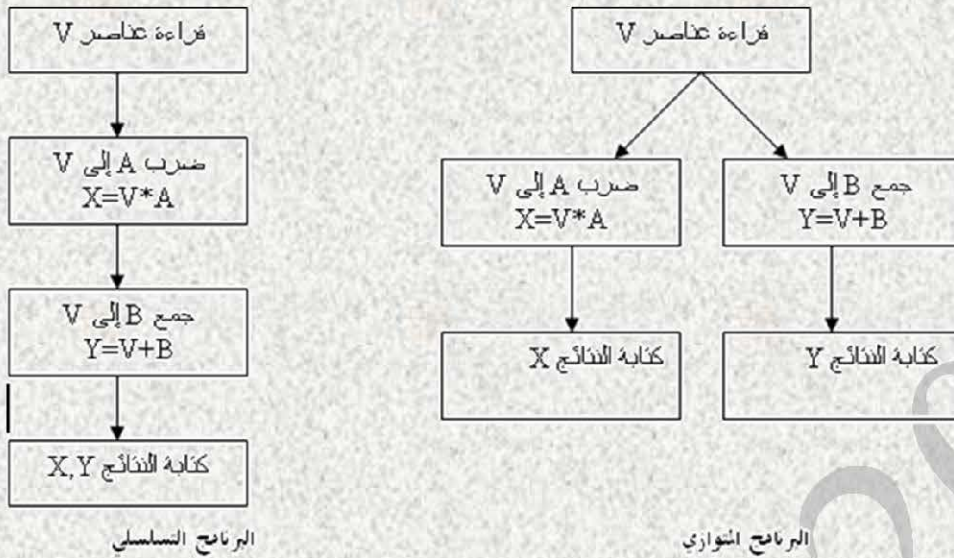 قراءة عناصر V
ضرب A إلى V
X=V*A
جمع B إلى V
Y=V+B
كتابة النتائج X,Y
البرنامج التسلسلي
قراءة عناصر V
ضرب A إلى V
X=V*A
جمع B إلى V
Y=V+B
كتابة النتائج X
كتابة النتائج Y
البرنامج المتوازي